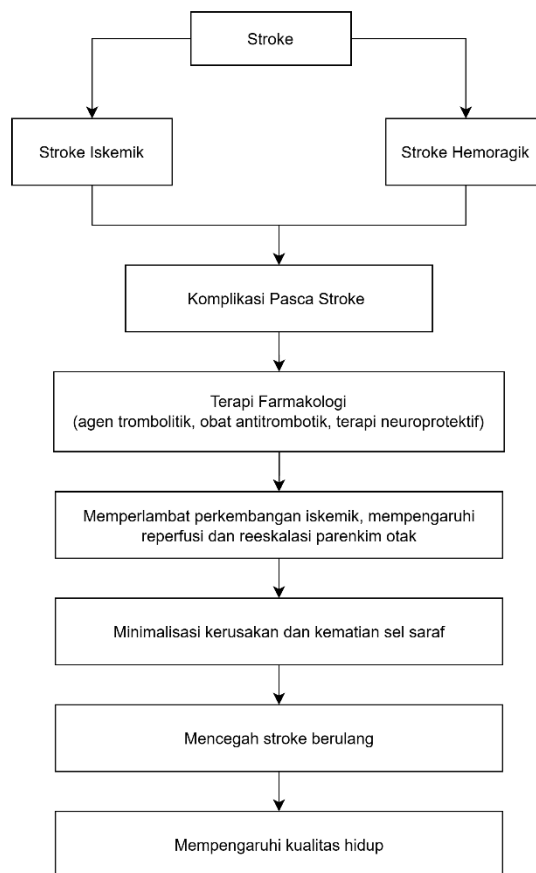 Stroke
Stroke Iskemik
Stroke Hemoragik
Komplikasi Pasca Stroke
Terapi Farmakologi
(agen trombolitik, obat antitrombotik, terapi neuroprotektif)
Memperlambat perkembangan iskemik, mempengaruhi
reperfusi dan reeskalasi parenkim otak
Minimalisasi kerusakan dan kematian sel saraf
Mencegah stroke berulang
Mempengaruhi kualitas hidup